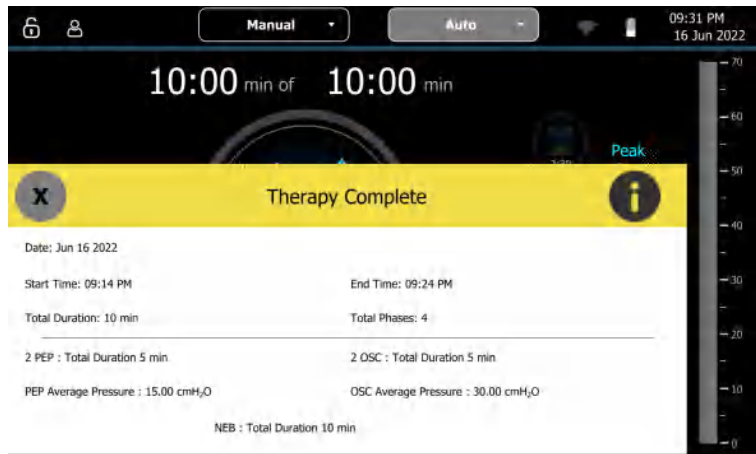 Manual
Auto
09:31 PM
16 Jun 2022
10:00 min of 10:00 min
Peak
70
60
50
40
30
20
10
0
X
Therapy Complete
i
Date: Jun 16 2022
Start Time: 09:14 PM
End Time: 09:24 PM
Total Duration: 10 min
Total Phases: 4
2 PEP : Total Duration 5 min
2 OSC : Total Duration 5 min
PEP Average Pressure : 15.00 cmH₂O
OSC Average Pressure : 30.00 cmH₂O
NEB : Total Duration 10 min